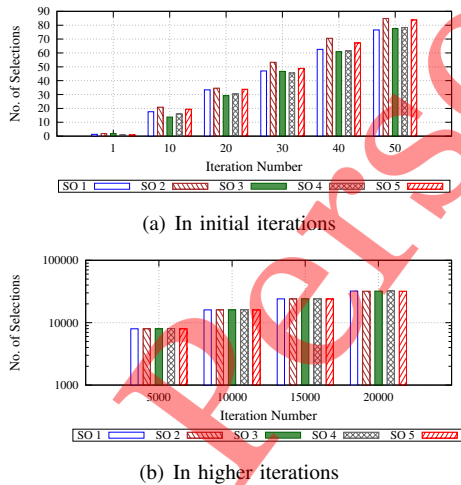 90
80
70
60
50
40
30
20
10
0
No. of Selections
1 10 20 30 40 50
Iteration Number
SO 1 SO 2 SO 3 SO 4 SO 5
(a) In initial iterations
100000
10000
1000
No. of Selections
5000 10000 15000 20000
Iteration Number
SO 1 SO 2 SO 3 SO 4 SO 5
(b) In higher iterations
Perso